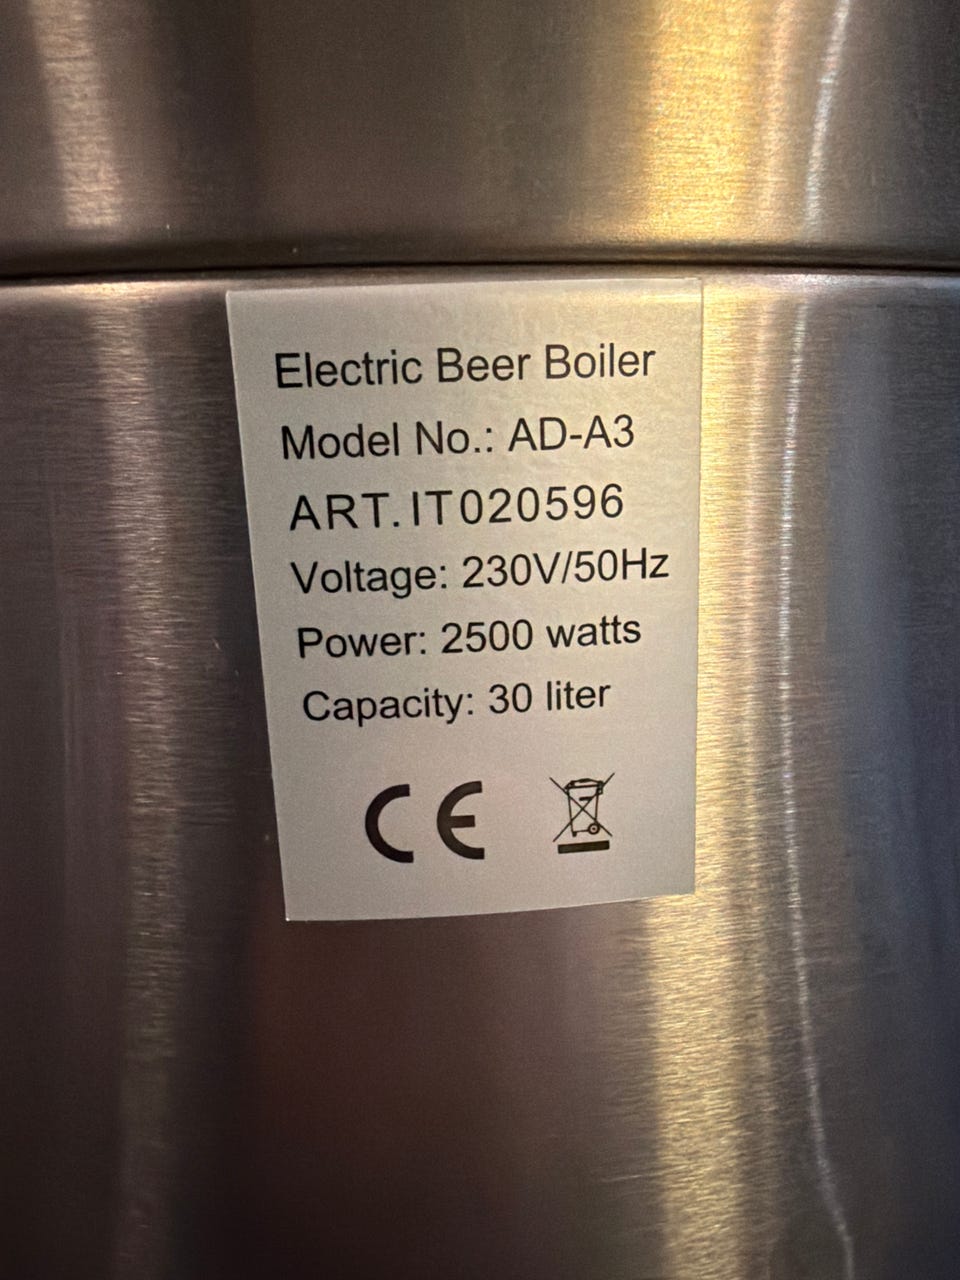 Electric Beer Boiler
Model No.: AD-A3
ART.IT020596
Voltage: 230V/50Hz
Power: 2500 watts
Capacity: 30 liter
CE